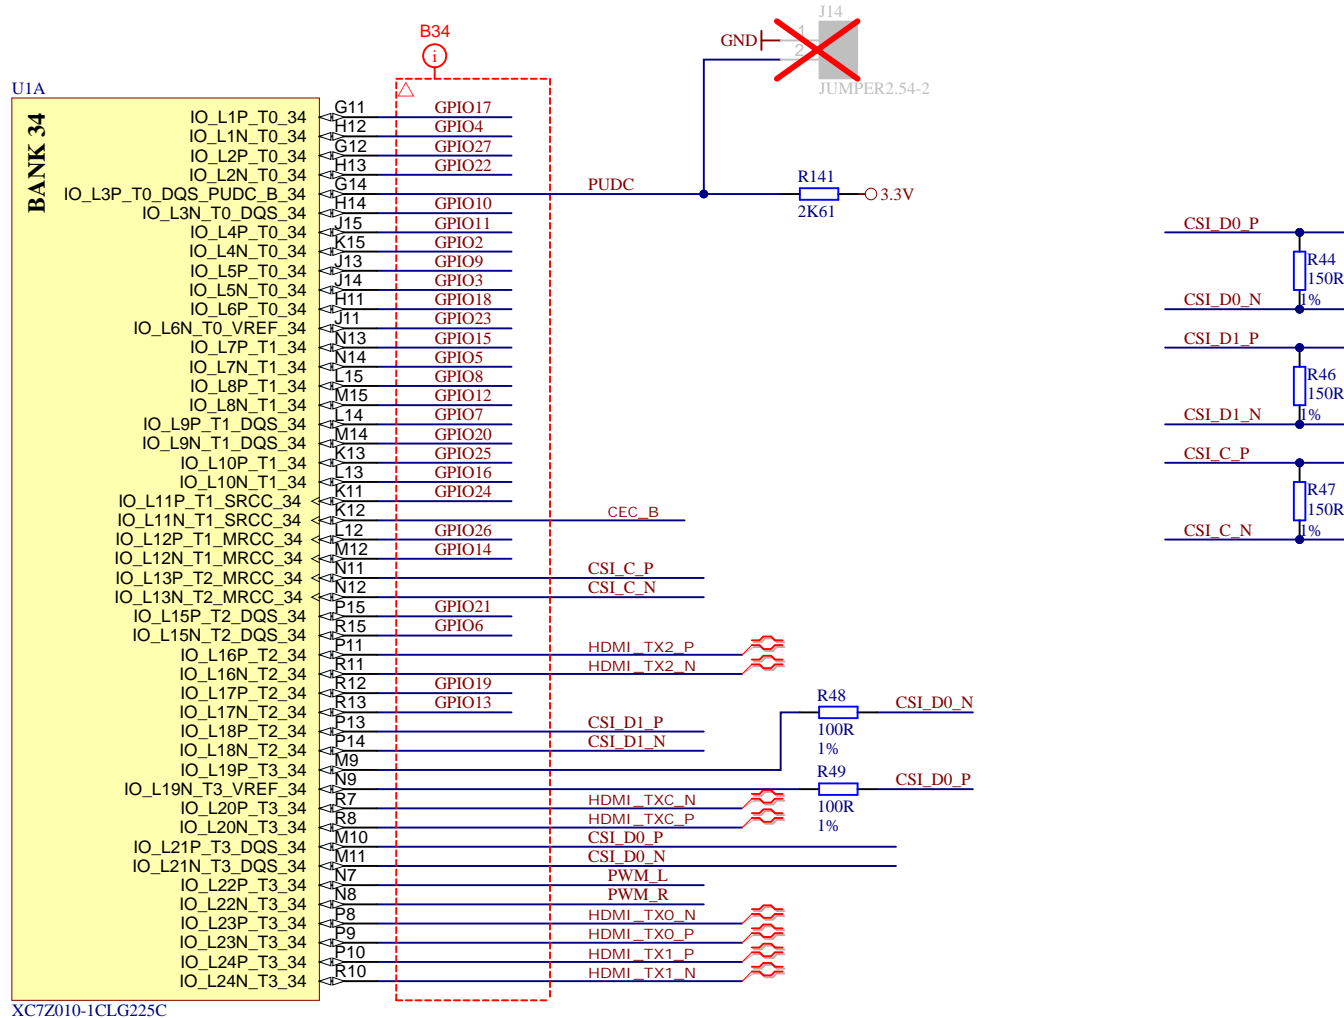 J14
B34
i
GND
1
2
JUMPER2.54-2
U1A
BANK 34
IO_L1P_T0_34 G11 GPIO17
IO_L1N_T0_34 H12 GPIO4
IO_L2P_T0_34 G12 GPIO27
IO_L2N_T0_34 H13 GPIO22
IO_L3P_T0_DQS_PUDC_B_34 G14 PUDC
R141
2K61
3.3V
IO_L3N_T0_DQS_34 H14 GPIO10
IO_L4P_T0_34 J15 GPIO11
IO_L4N_T0_34 K15 GPIO2
IO_L5P_T0_34 J13 GPIO9
IO_L5N_T0_34 J14 GPIO3
IO_L6P_T0_34 H11 GPIO18
IO_L6N_T0_VREF_34 J11 GPIO23
IO_L7P_T1_34 N13 GPIO15
IO_L7N_T1_34 N14 GPIO5
IO_L8P_T1_34 L15 GPIO8
IO_L8N_T1_34 M15 GPIO12
IO_L9P_T1_DQS_34 L14 GPIO7
IO_L9N_T1_DQS_34 M14 GPIO20
IO_L10P_T1_34 K13 GPIO25
IO_L10N_T1_34 L13 GPIO16
IO_L11P_T1_SRCC_34 K11 GPIO24
IO_L11N_T1_SRCC_34 K12 CEC_B
IO_L12P_T1_MRCC_34 L12 GPIO26
IO_L12N_T1_MRCC_34 M12 GPIO14
IO_L13P_T2_MRCC_34 N11 CSI_C_P
IO_L13N_T2_MRCC_34 N12 CSI_C_N
IO_L15P_T2_DQS_34 P15 GPIO21
IO_L15N_T2_DQS_34 R15 GPIO6
IO_L16P_T2_34 P11 HDMI_TX2_P
IO_L16N_T2_34 R11 HDMI_TX2_N
IO_L17P_T2_34 R12 GPIO19
IO_L17N_T2_34 R13 GPIO13
IO_L18P_T2_34 P13 CSI_D1_P
IO_L18N_T2_34 P14 CSI_D1_N
IO_L19P_T3_34 M9
R48
100R
1%
CSI_D0_N
IO_L19N_T3_VREF_34 N9
R49
100R
1%
CSI_D0_P
IO_L20P_T3_34 R7 HDMI_TXC_N
IO_L20N_T3_34 R8 HDMI_TXC_P
IO_L21P_T3_DQS_34 M10 CSI_D0_P
IO_L21N_T3_DQS_34 M11 CSI_D0_N
IO_L22P_T3_34 N7 PWM_L
IO_L22N_T3_34 N8 PWM_R
IO_L23P_T3_34 P8 HDMI_TX0_N
IO_L23N_T3_34 P9 HDMI_TX0_P
IO_L24P_T3_34 P10 HDMI_TX1_P
IO_L24N_T3_34 R10 HDMI_TX1_N
XC7Z010-1CLG225C
CSI_D0_P
R44
150R
1%
CSI_D0_N
CSI_D1_P
R46
150R
1%
CSI_D1_N
CSI_C_P
R47
150R
1%
CSI_C_N